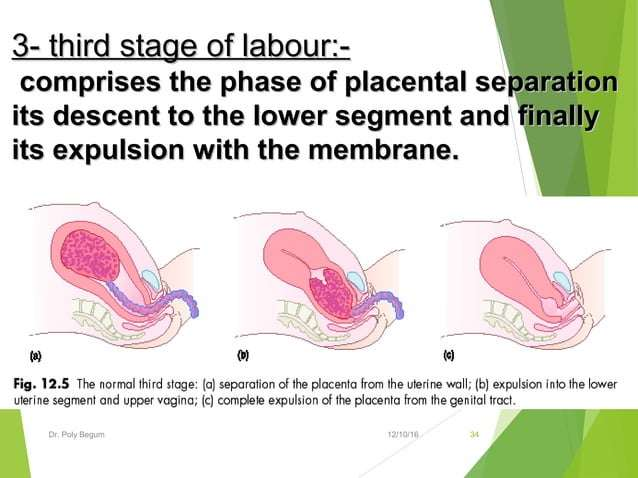 3- third stage of labour:-
comprises the phase of placental separation
its descent to the lower segment and finally
its expulsion with the membrane.
(a)
(b)
(c)
Fig. 12.5 The normal third stage: (a) separation of the placenta from the uterine wall; (b) expulsion into the lower
uterine segment and upper vagina; (c) complete expulsion of the placenta from the genital tract.
Dr. Poly Begum
12/10/16
34